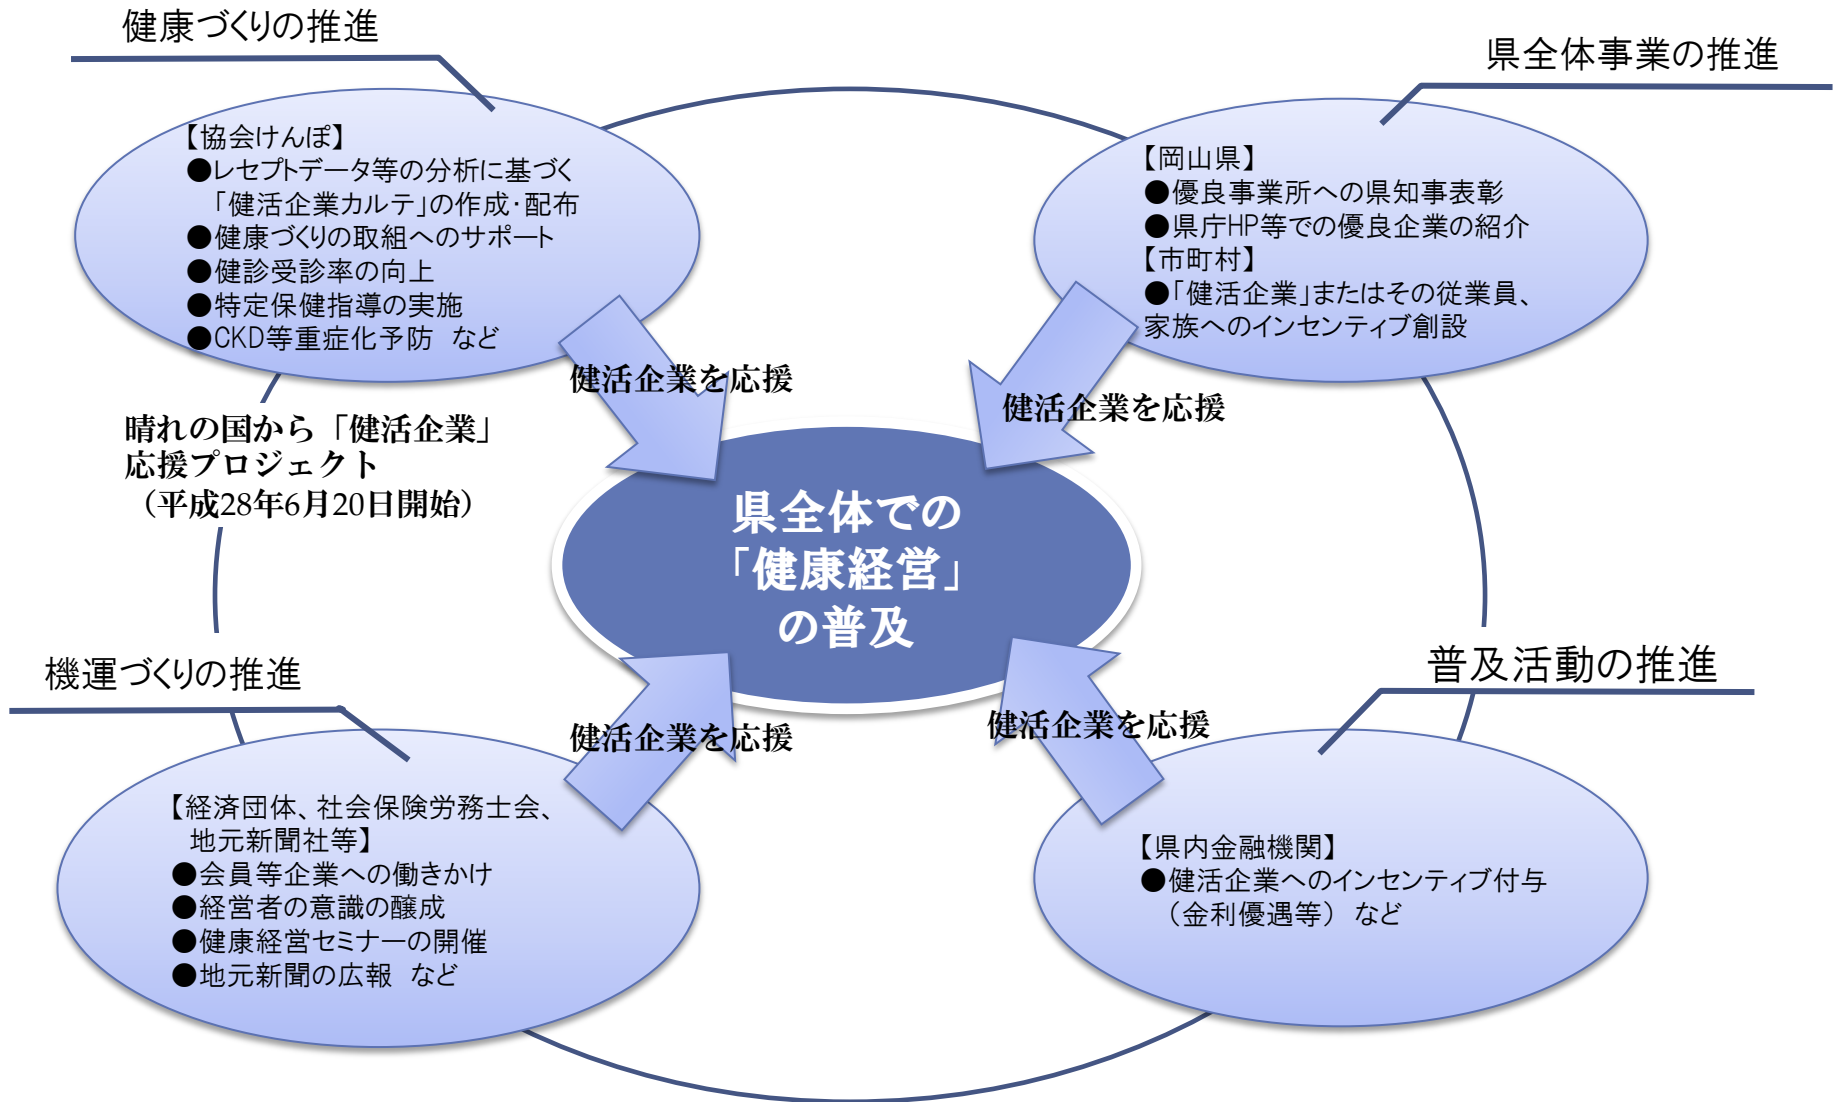 健康づくりの推進
【協会けんぽ】
●レセプトデータ等の分析に基づく
「健活企業カルテ」の作成・配布
●健康づくりの取組へのサポート
●健診受診率の向上
●特定保健指導の実施
●CKD等重症化予防 など
県全体事業の推進
【岡山県】
●優良事業所への県知事表彰
●県庁HP等での優良企業の紹介
【市町村】
●「健活企業」またはその従業員、
家族へのインセンティブ創設
健活企業を応援
健活企業を応援
晴れの国から「健活企業」
応援プロジェクト
（平成28年6月20日開始）
県全体での
「健康経営」
の普及
機運づくりの推進
【経済団体、社会保険労務士会、
地元新聞社等】
●会員等企業への働きかけ
●経営者の意識の醸成
●健康経営セミナーの開催
●地元新聞の広報 など
健活企業を応援
健活企業を応援
普及活動の推進
【県内金融機関】
●健活企業へのインセンティブ付与
（金利優遇等） など